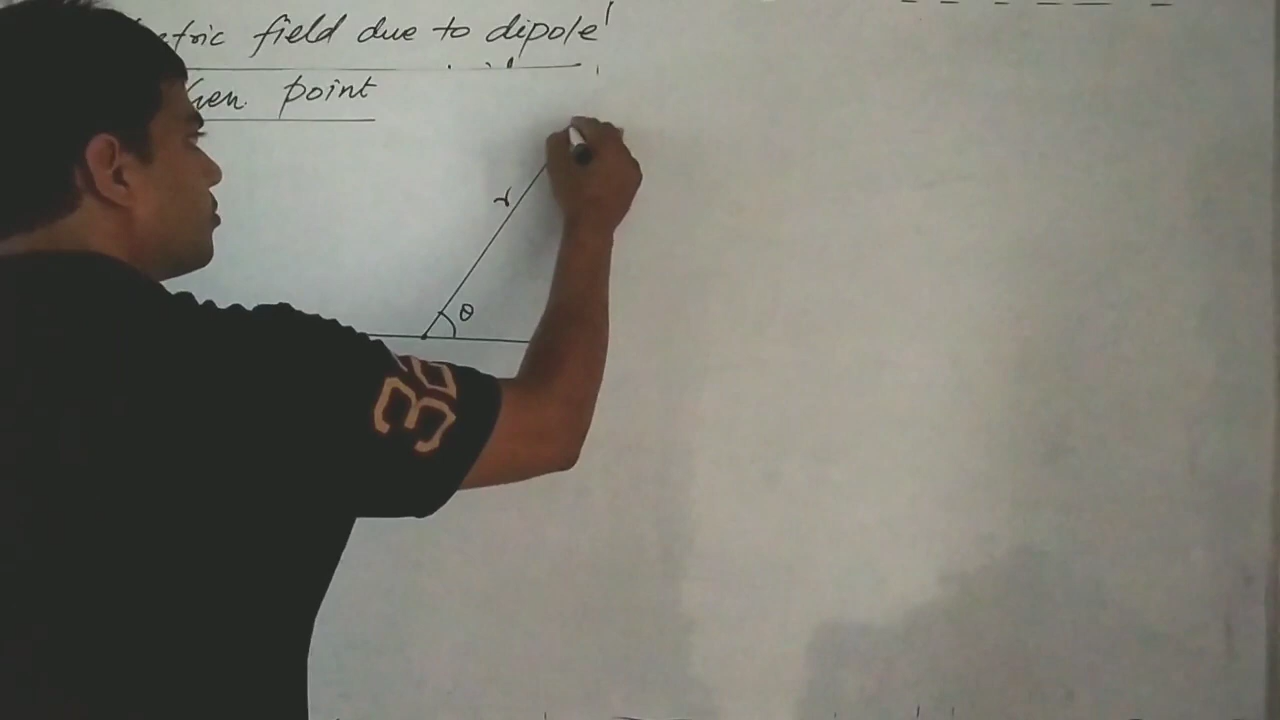 field due to dipole
point
r
θ
32